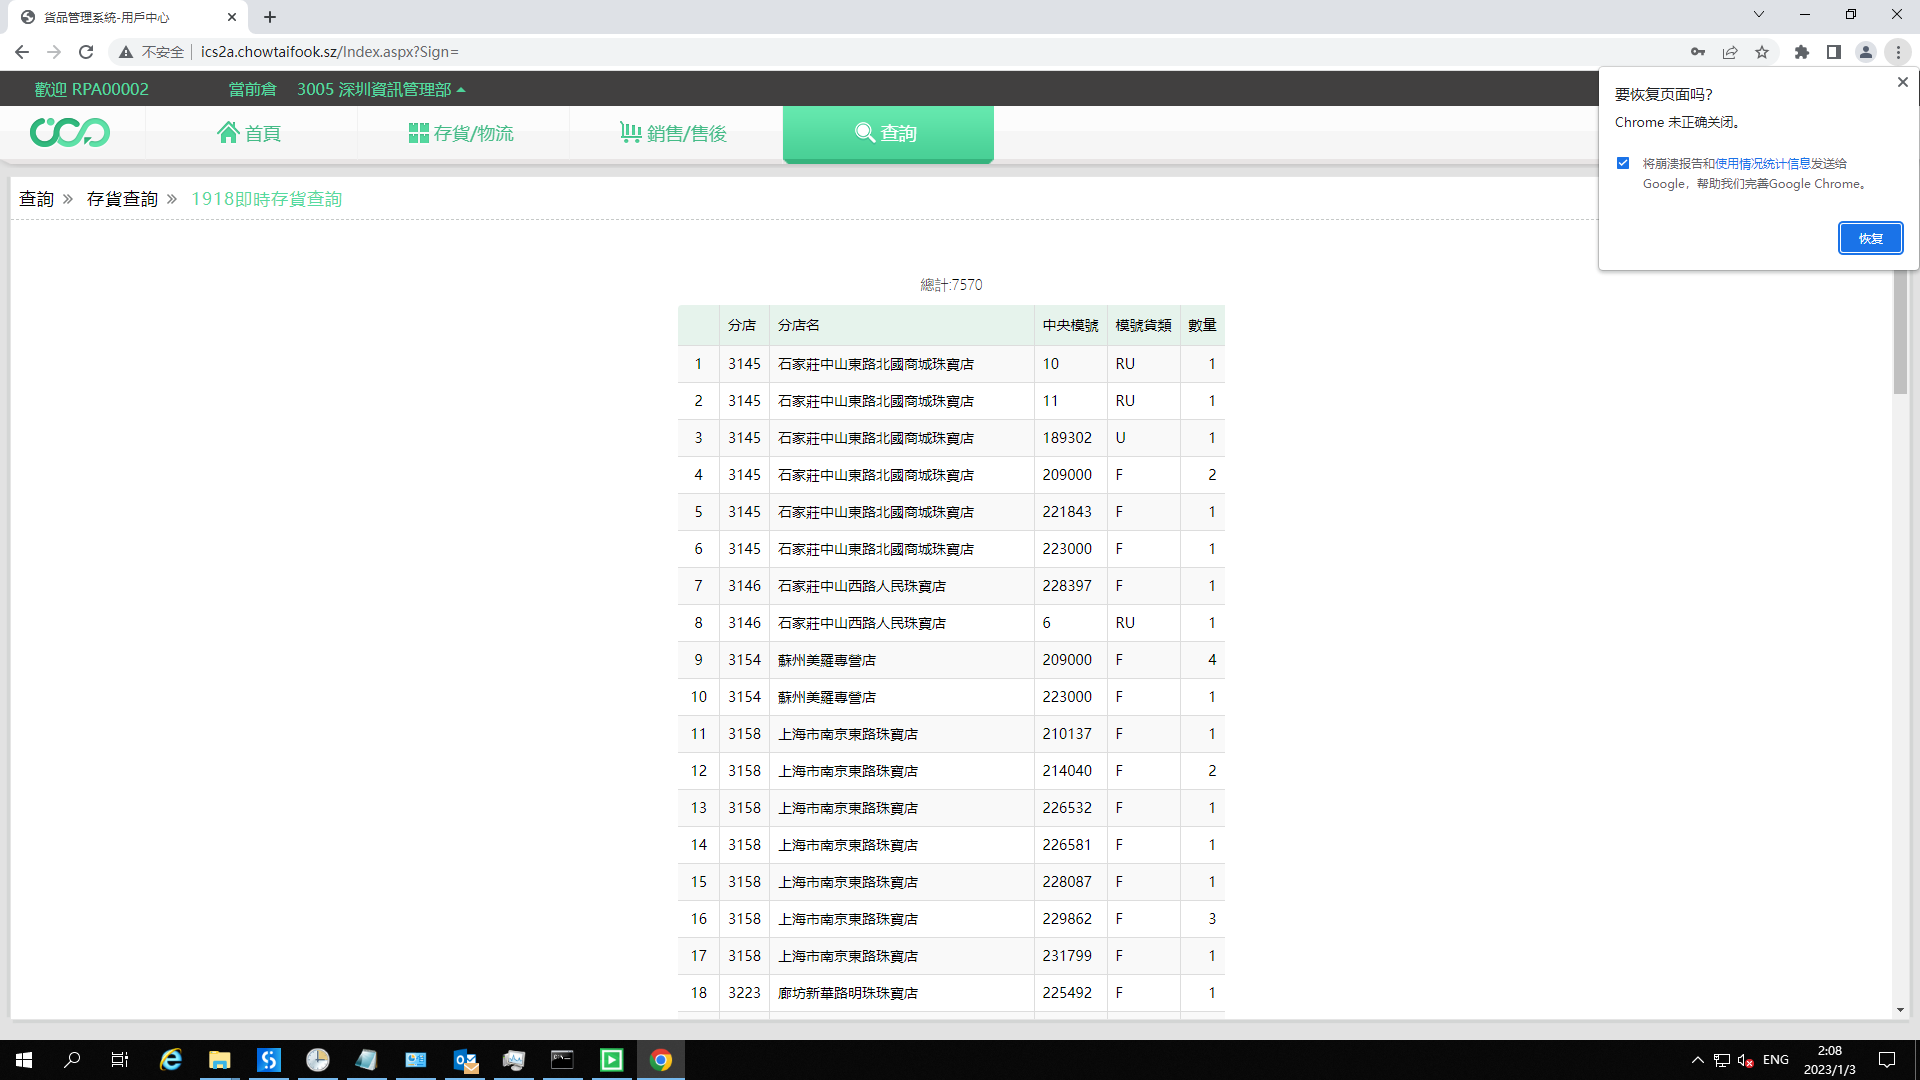 貨品管理系統-用戶中心
不安全 ics2a.chowtaifook.sz/Index.aspx?Sign=
歡迎 RPA00002 當前倉 3005 深圳資訊管理部
首頁 存貨/物流 銷售/售後 查詢
要恢复页面吗?
Chrome 未正确关闭。
将崩溃报告和使用情况统计信息发送给
Google，帮助我们完善Google Chrome。
恢复
查詢 » 存貨查詢 » 1918即時存貨查詢
總計:7570
分店 分店名 中央模號 模號貨類 數量
1 3145 石家莊中山東路北國商城珠寶店 10 RU 1
2 3145 石家莊中山東路北國商城珠寶店 11 RU 1
3 3145 石家莊中山東路北國商城珠寶店 189302 U 1
4 3145 石家莊中山東路北國商城珠寶店 209000 F 2
5 3145 石家莊中山東路北國商城珠寶店 221843 F 1
6 3145 石家莊中山東路北國商城珠寶店 223000 F 1
7 3146 石家莊中山西路人民珠寶店 228397 F 1
8 3146 石家莊中山西路人民珠寶店 6 RU 1
9 3154 蘇州美羅專營店 209000 F 4
10 3154 蘇州美羅專營店 223000 F 1
11 3158 上海市南京東路珠寶店 210137 F 1
12 3158 上海市南京東路珠寶店 214040 F 2
13 3158 上海市南京東路珠寶店 226532 F 1
14 3158 上海市南京東路珠寶店 226581 F 1
15 3158 上海市南京東路珠寶店 228087 F 1
16 3158 上海市南京東路珠寶店 229862 F 3
17 3158 上海市南京東路珠寶店 231799 F 1
18 3223 廊坊新華路明珠珠寶店 225492 F 1
ENG
2:08
2023/1/3